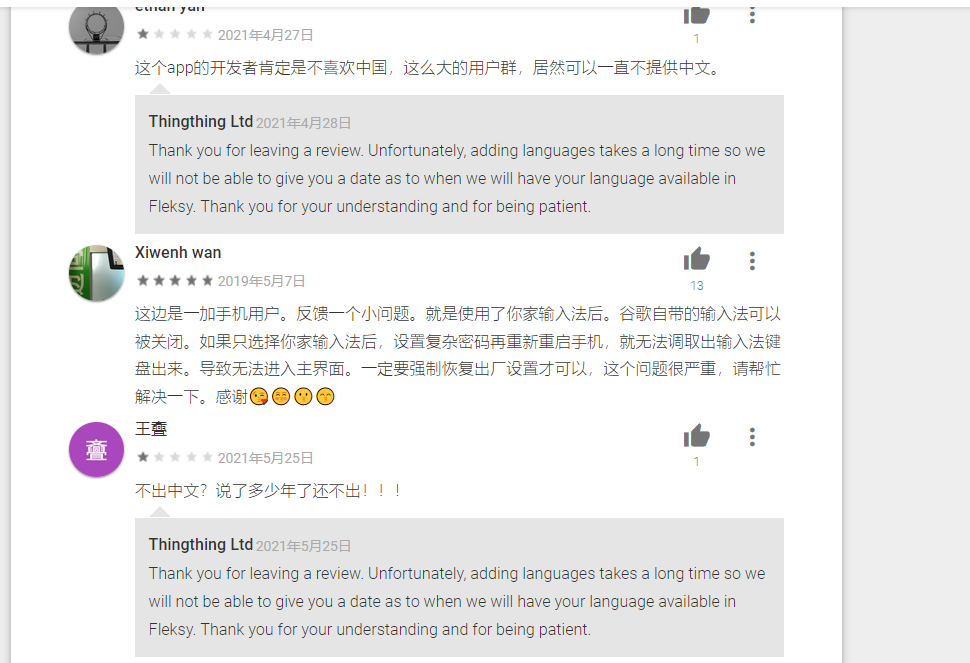 ethan yan
2021年4月27日
1
这个app的开发者肯定是不喜欢中国，这么大的用户群，居然可以一直不提供中文。
Thingthing Ltd 2021年4月28日
Thank you for leaving a review. Unfortunately, adding languages takes a long time so we
will not be able to give you a date as to when we will have your language available in
Fleksy. Thank you for your understanding and for being patient.
Xiwenh wan
2019年5月7日
13
这边是一加手机用户。反馈一个小问题。就是使用了你家输入法后。谷歌自带的输入法可以
被关闭。如果只选择你家输入法后，设置复杂密码再重新重启手机，就无法调取出输入法键
盘出来。导致无法进入主界面。一定要强制恢复出厂设置才可以，这个问题很严重，请帮忙
解决一下。感谢😘😊😗😙
王
2021年5月25日
1
不出中文？说了多少年了还不出！！！
Thingthing Ltd 2021年5月25日
Thank you for leaving a review. Unfortunately, adding languages takes a long time so we
will not be able to give you a date as to when we will have your language available in
Fleksy. Thank you for your understanding and for being patient.